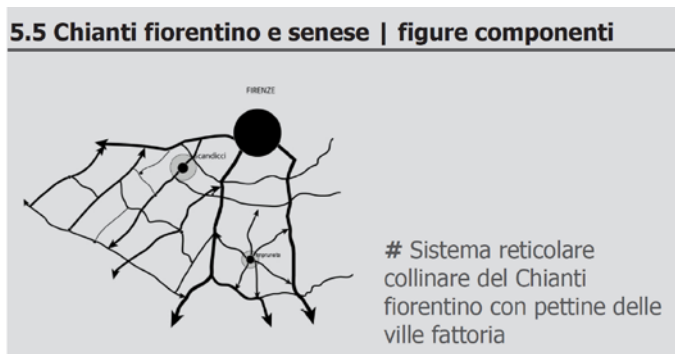 5.5 Chianti fiorentino e senese | figure componenti
FIRENZE
Scandicci
Impruneta
# Sistema reticolare
collinare del Chianti
fiorentino con pettine delle
ville fattoria